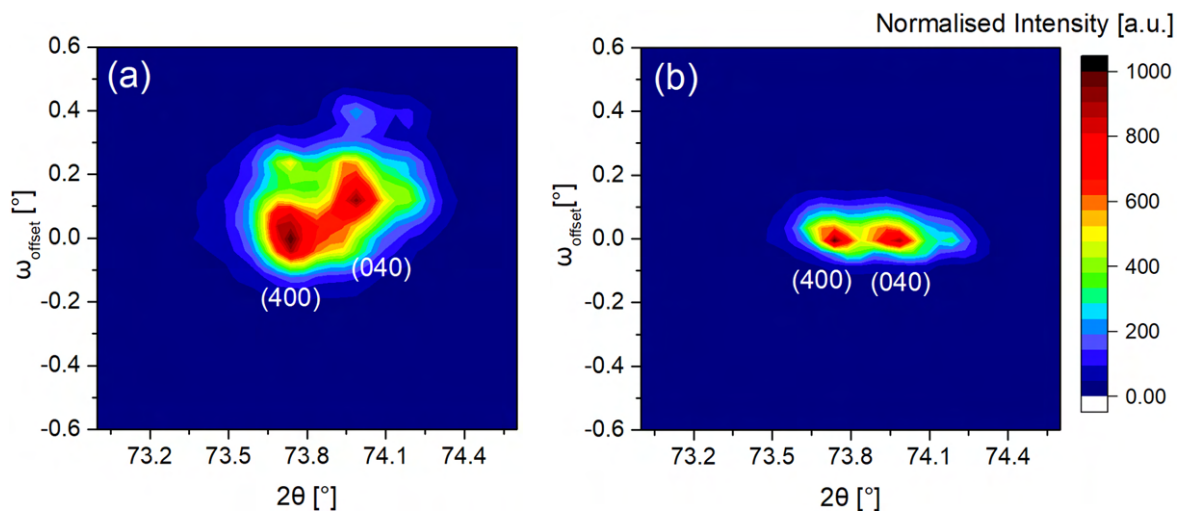 Normalised Intensity [a.u.]
(a)
0.6
0.4
0.2
0.0
-0.2
-0.4
-0.6
ω_offset [°]
(400)
(040)
73.2 73.5 73.8 74.1 74.4
2θ [°]
(b)
0.6
0.4
0.2
0.0
-0.2
-0.4
-0.6
ω_offset [°]
(400) (040)
73.2 73.5 73.8 74.1 74.4
2θ [°]
1000
800
600
400
200
0.00